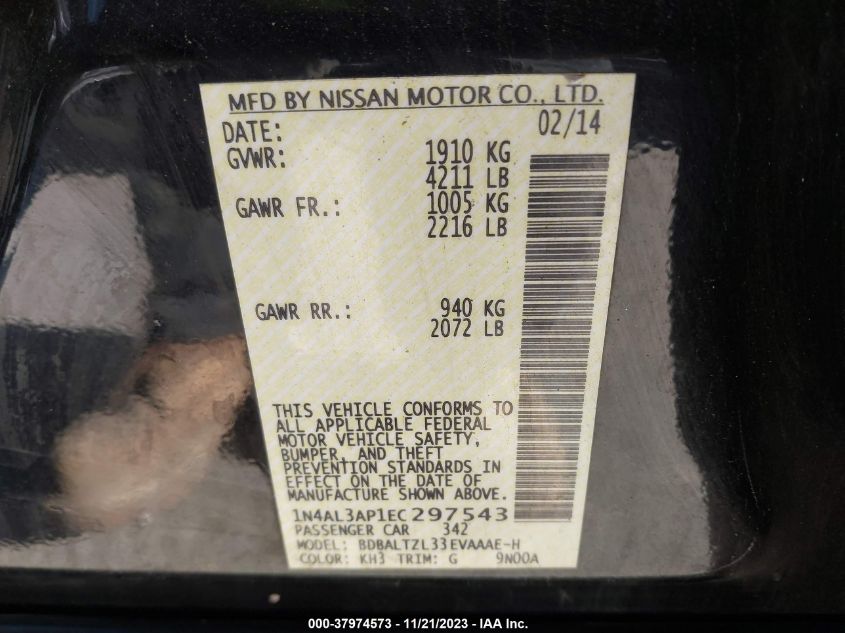 MFD BY NISSAN MOTOR CO., LTD.
DATE: 02/14
GVWR: 1910 KG
4211 LB
GAWR FR.: 1005 KG
2216 LB
GAWR RR.: 940 KG
2072 LB
THIS VEHICLE CONFORMS TO
ALL APPLICABLE FEDERAL
MOTOR VEHICLE SAFETY,
BUMPER, AND THEFT
PREVENTION STANDARDS IN
EFFECT ON THE DATE OF
MANUFACTURE SHOWN ABOVE.
1N4AL3AP1EC297543
PASSENGER CAR 342
MODEL: BDBALTZL33EVAAAE-H
COLOR: KH3 TRIM: G 9N00A
000-37974573 — 11/21/2023 — IAA Inc.